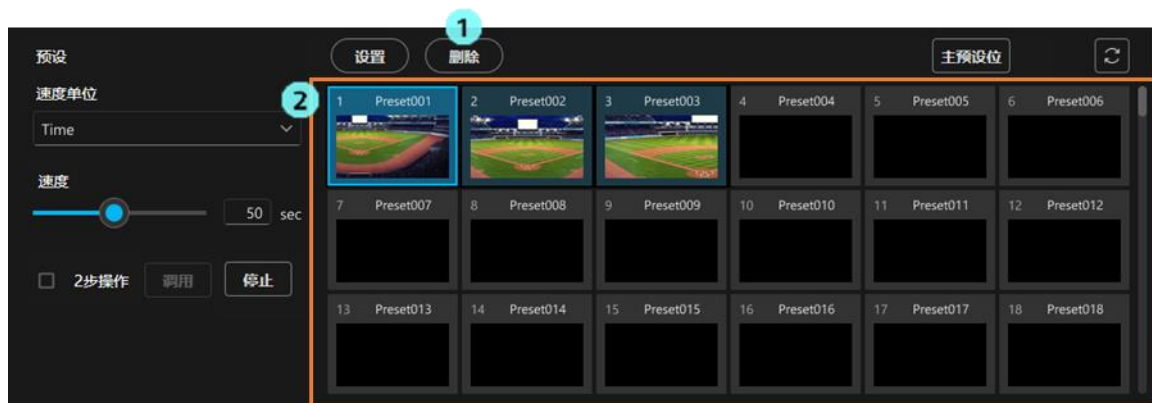 1
预设
设置
删除
主预设位
速度单位
2
1 Preset001
2 Preset002
3 Preset003
4 Preset004
5 Preset005
6 Preset006
Time
速度
50 sec
7 Preset007
8 Preset008
9 Preset009
10 Preset010
11 Preset011
12 Preset012
2步操作
调用
停止
13 Preset013
14 Preset014
15 Preset015
16 Preset016
17 Preset017
18 Preset018